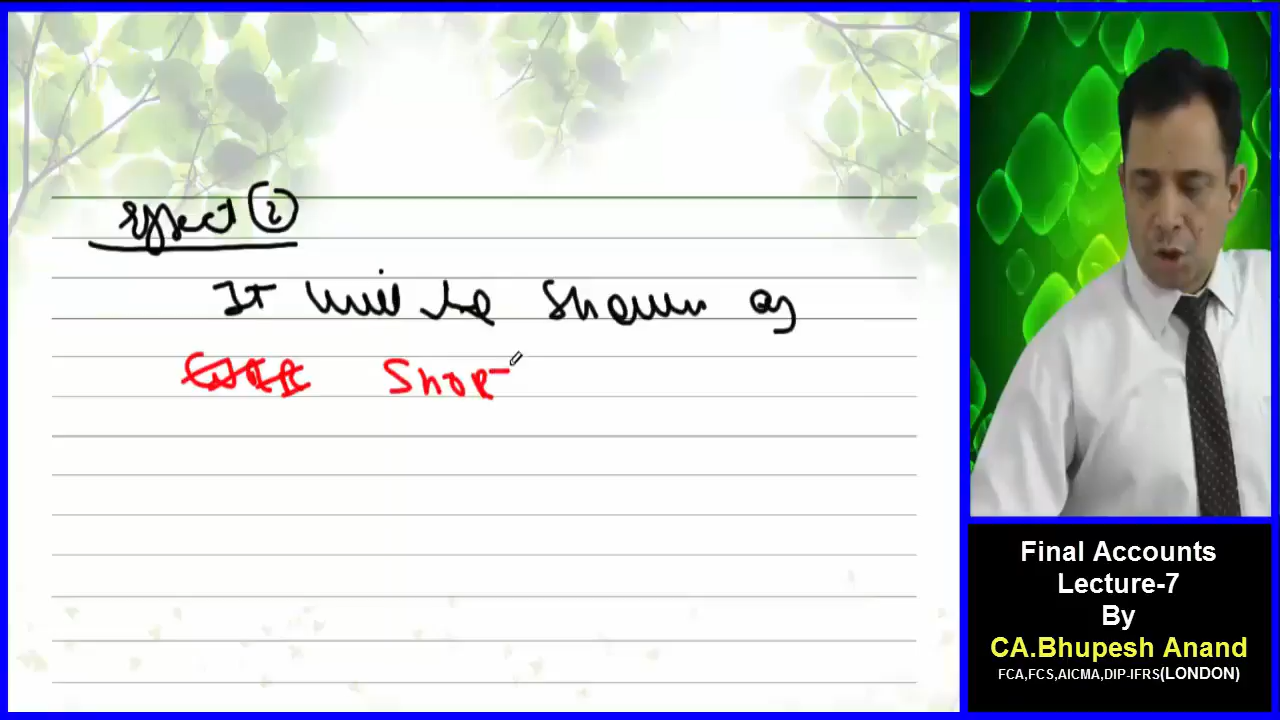 Effect (2)
It will be shown as
Shor
Final Accounts
Lecture-7
By
CA.Bhupesh Anand
FCA,FCS,AICMA,DIP-IFRS(LONDON)